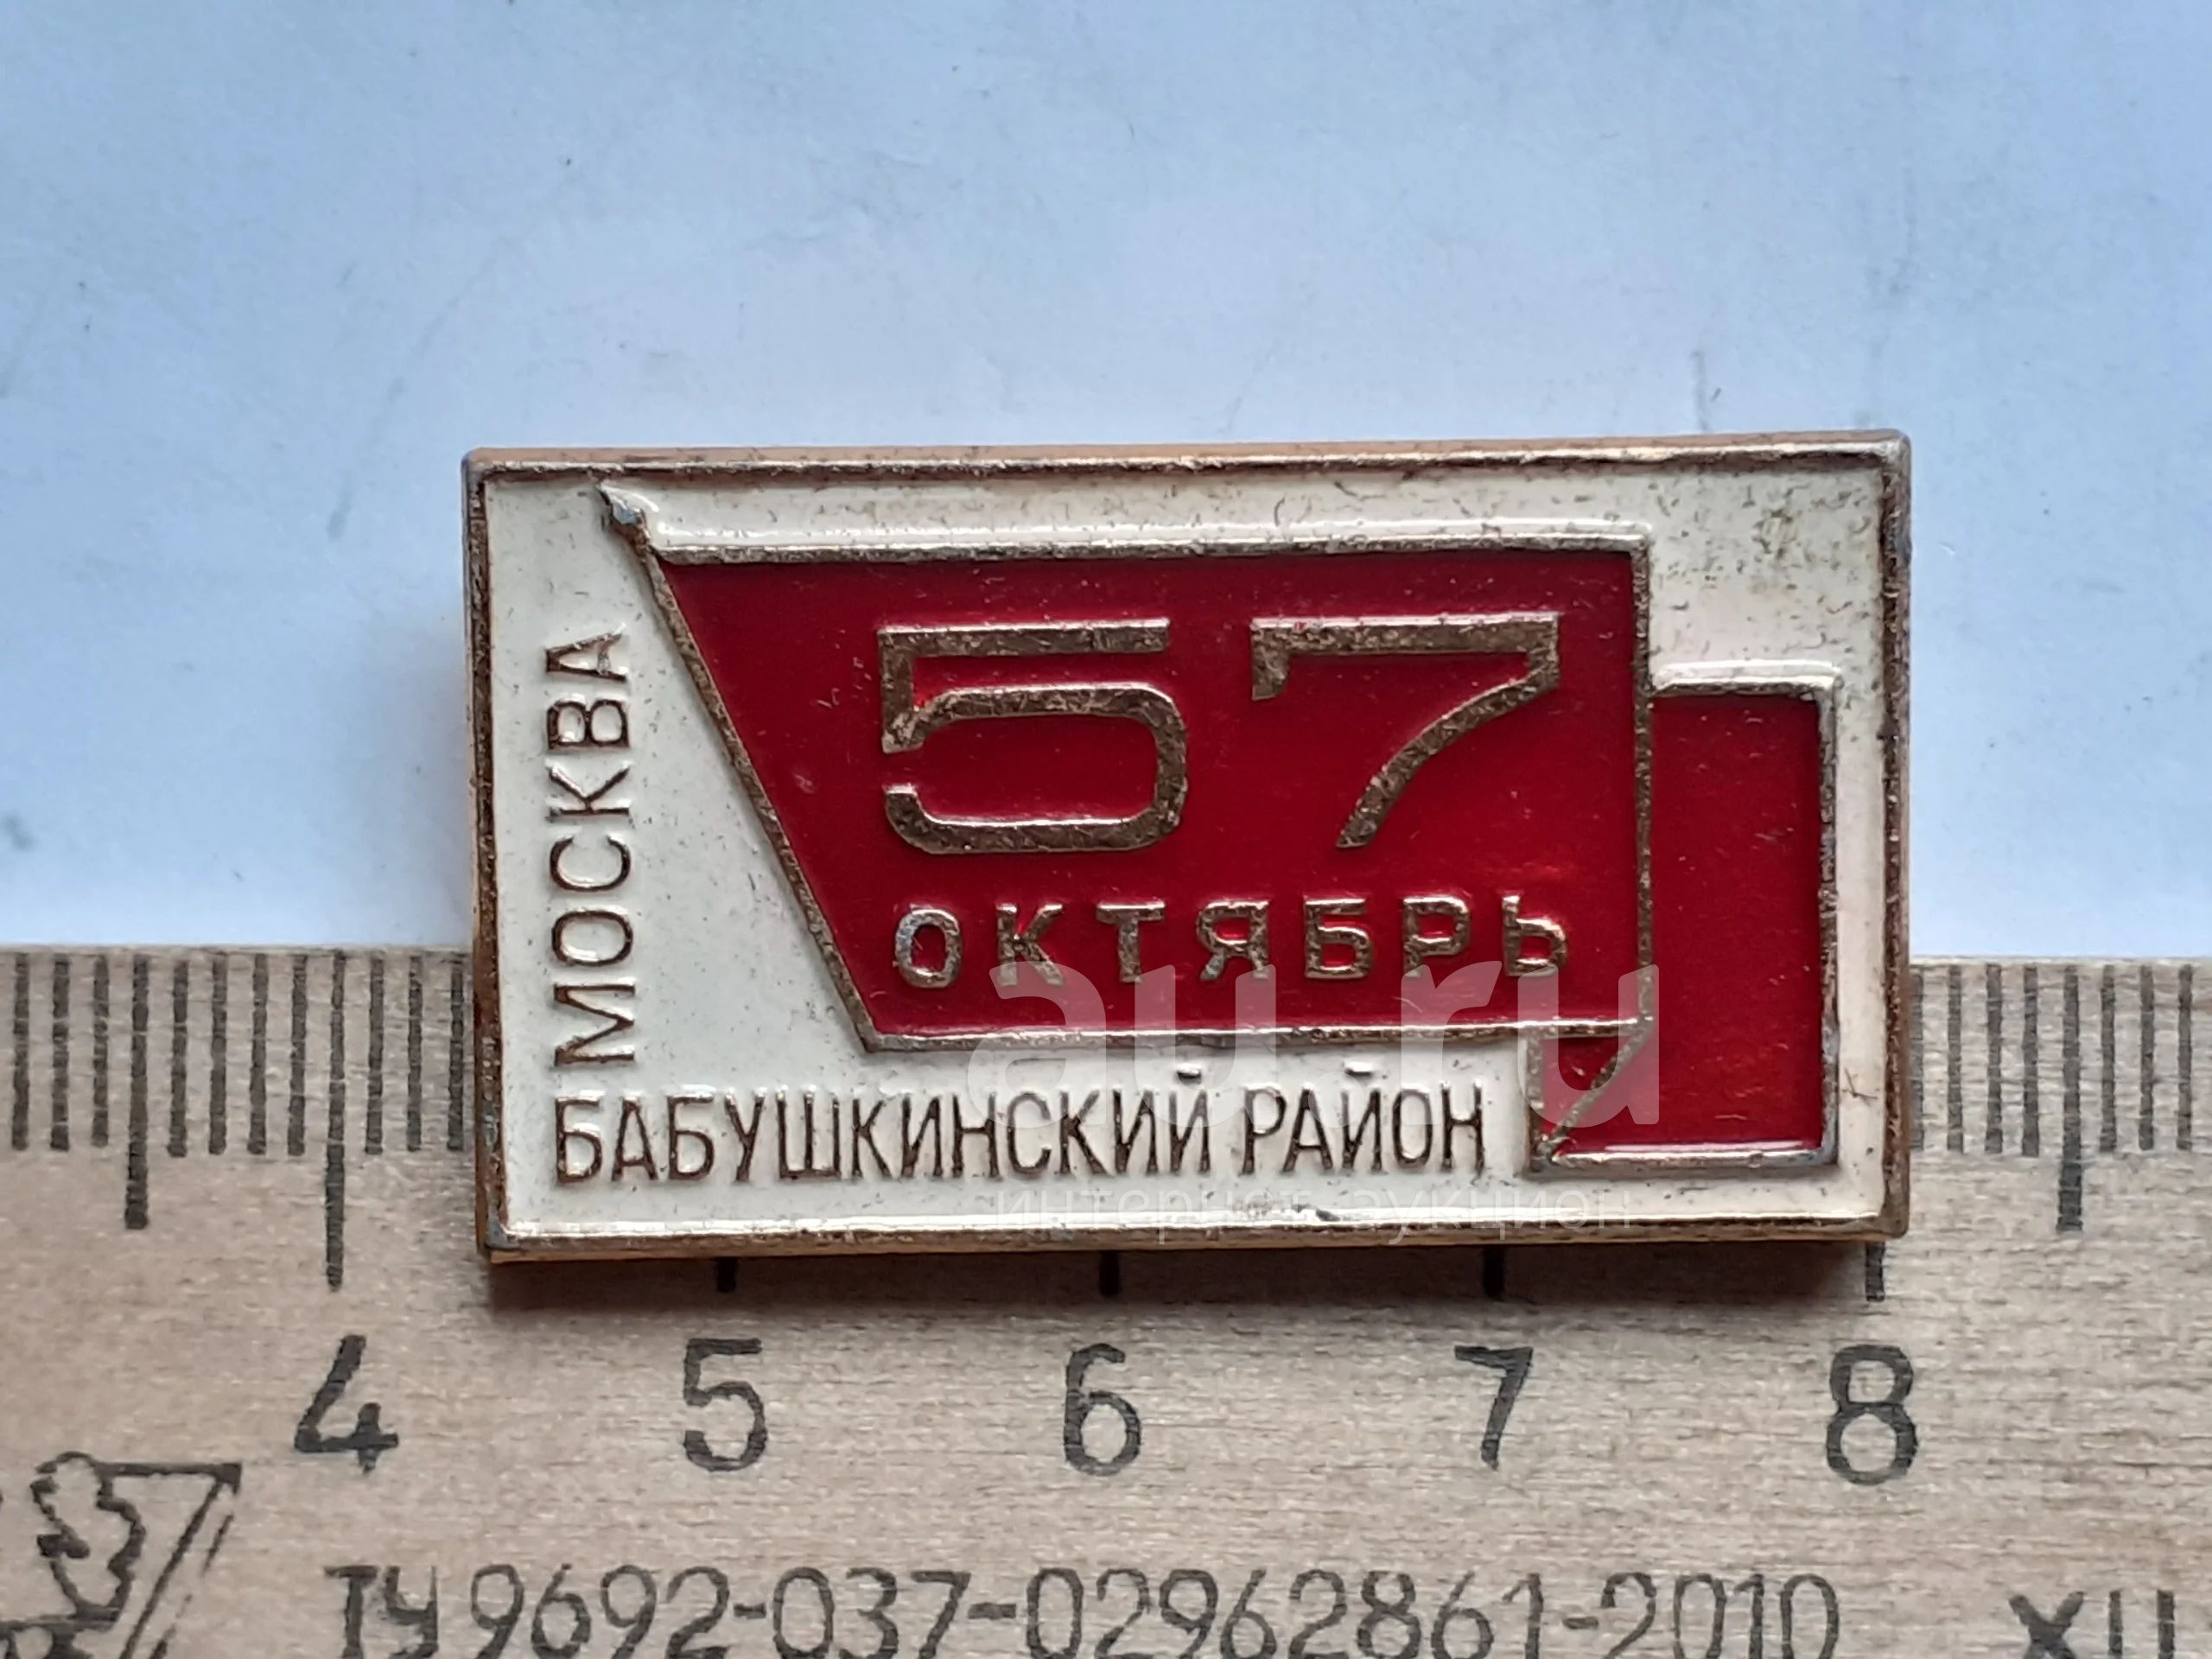 МОСКВА
57
ОКТЯБРЬ
БАБУШКИНСКИЙ РАЙОН
au.ru
интернет аукцион
4 5 6 7 8
ТУ 9692-037-02962861-2010